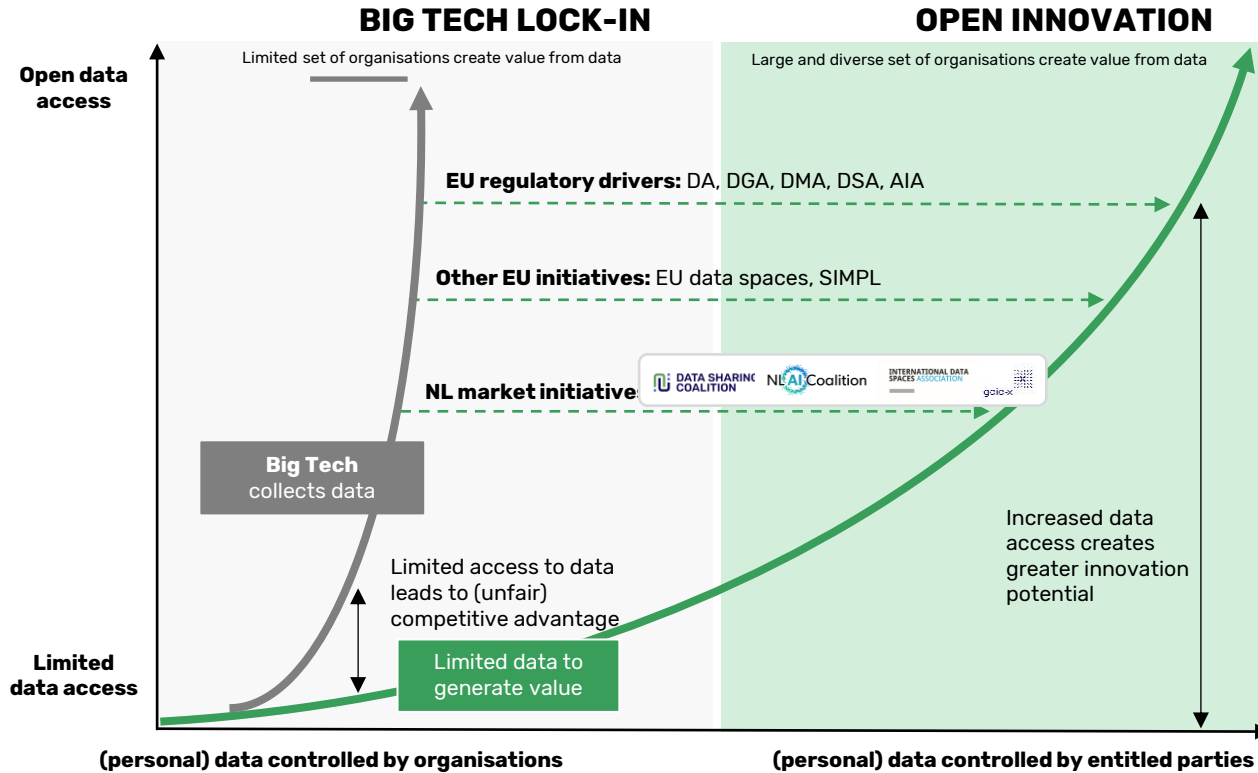 BIG TECH LOCK-IN
OPEN INNOVATION
Limited set of organisations create value from data
Large and diverse set of organisations create value from data
Open data
access
EU regulatory drivers: DA, DGA, DMA, DSA, AIA
Other EU initiatives: EU data spaces, SIMPL
NL market initiatives
DATA SHARING
COALITION
NL AI Coalition
INTERNATIONAL DATA
SPACES ASSOCIATION
gaia-x
Big Tech
collects data
Increased data
access creates
greater innovation
potential
Limited access to data
leads to (unfair)
competitive advantage
Limited data to
generate value
Limited
data access
(personal) data controlled by organisations
(personal) data controlled by entitled parties